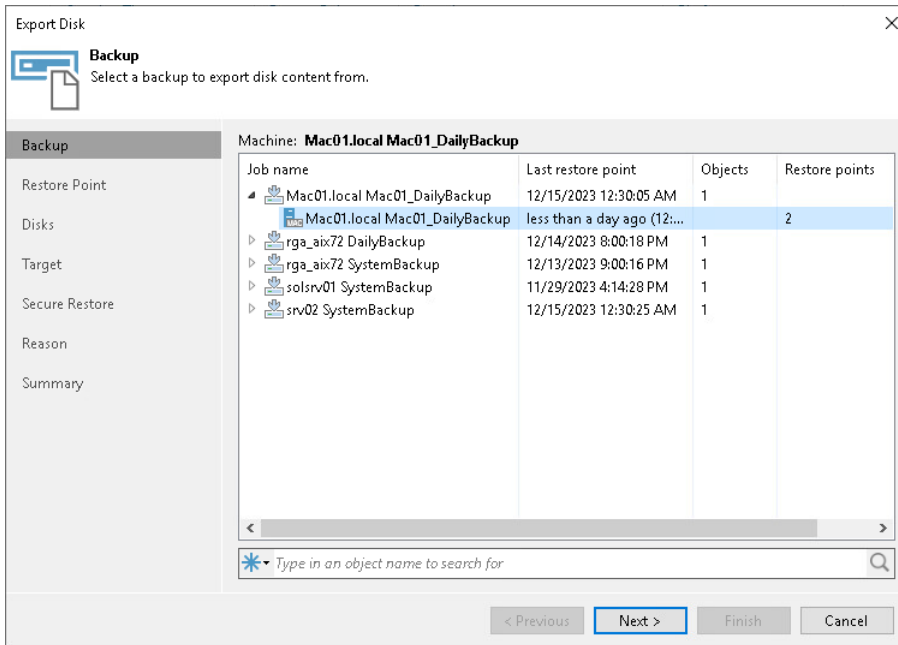 Export Disk
Backup
Select a backup to export disk content from.
Backup
Restore Point
Disks
Target
Secure Restore
Reason
Summary
Machine: Mac01.local Mac01_DailyBackup
Job name Last restore point Objects Restore points
Mac01.local Mac01_DailyBackup 12/15/2023 12:30:05 AM 1
MAC Mac01.local Mac01_DailyBackup less than a day ago (12:... 2
rga_aix72 DailyBackup 12/14/2023 8:00:18 PM 1
rga_aix72 SystemBackup 12/13/2023 9:00:16 PM 1
solsrv01 SystemBackup 11/29/2023 4:14:28 PM 1
srv02 SystemBackup 12/15/2023 12:30:25 AM 1
Type in an object name to search for
< Previous Next > Finish Cancel